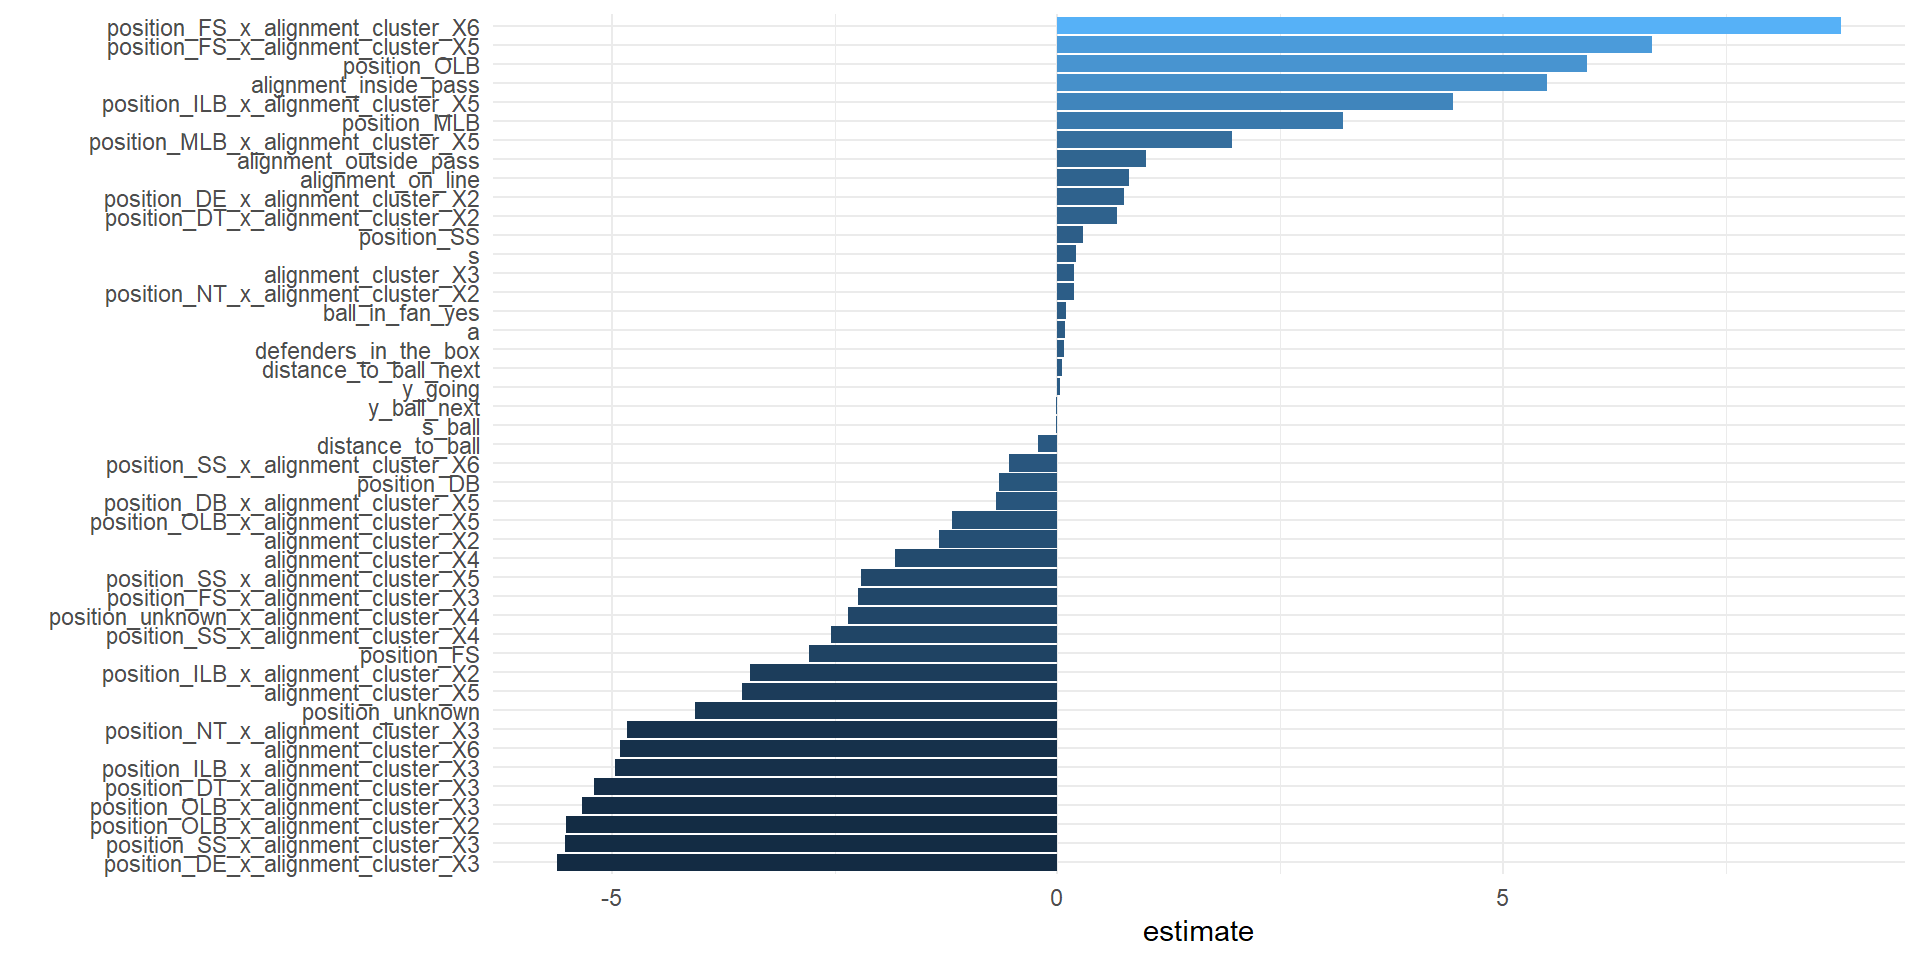 position_FS_x_alignment_cluster_X6
position_FS_x_alignment_cluster_X5
position_OLB
alignment_inside_pass
position_ILB_x_alignment_cluster_X5
position_MLB
position_MLB_x_alignment_cluster_X5
alignment_outside_pass
alignment_on_line
position_DE_x_alignment_cluster_X2
position_DT_x_alignment_cluster_X2
position_SS
s
alignment_cluster_X3
position_NT_x_alignment_cluster_X2
ball_in_fan_yes
a
defenders_in_the_box
distance_to_ball_next
y_going
y_ball_next
s_ball
distance_to_ball
position_SS_x_alignment_cluster_X6
position_DB
position_DB_x_alignment_cluster_X5
position_OLB_x_alignment_cluster_X5
alignment_cluster_X2
alignment_cluster_X4
position_SS_x_alignment_cluster_X5
position_FS_x_alignment_cluster_X3
position_unknown_x_alignment_cluster_X4
position_SS_x_alignment_cluster_X4
position_FS
position_ILB_x_alignment_cluster_X2
alignment_cluster_X5
position_unknown
position_NT_x_alignment_cluster_X3
alignment_cluster_X6
position_ILB_x_alignment_cluster_X3
position_DT_x_alignment_cluster_X3
position_OLB_x_alignment_cluster_X3
position_OLB_x_alignment_cluster_X2
position_SS_x_alignment_cluster_X3
position_DE_x_alignment_cluster_X3
-5 0 5
estimate